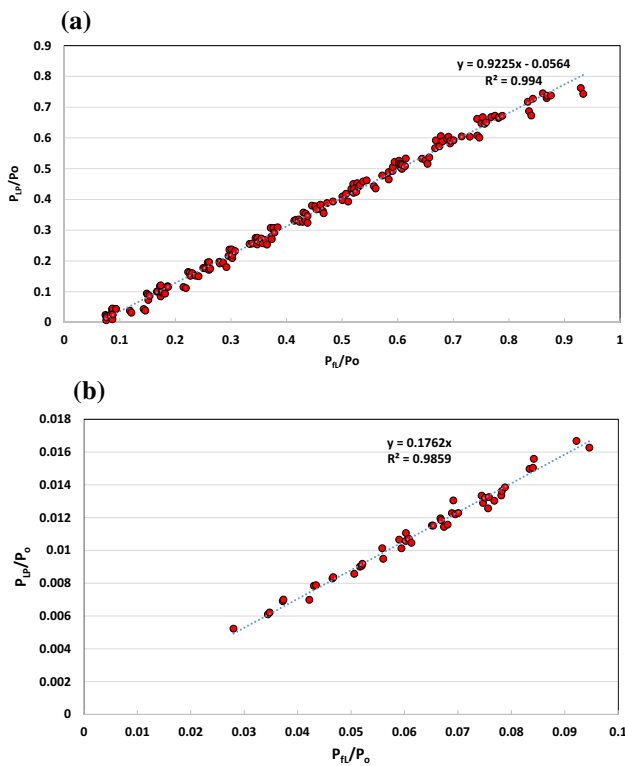 (a)
0.9
0.8
0.7
0.6
0.5
0.4
0.3
0.2
0.1
0
y = 0.9225x - 0.0564
R² = 0.994
P_LP/Po
0 0.1 0.2 0.3 0.4 0.5 0.6 0.7 0.8 0.9 1
P_fL/Po
(b)
0.018
0.016
0.014
0.012
0.01
0.008
0.006
0.004
0.002
0
y = 0.1762x
R² = 0.9859
P_LP/P_o
0 0.01 0.02 0.03 0.04 0.05 0.06 0.07 0.08 0.09 0.1
P_fL/P_o